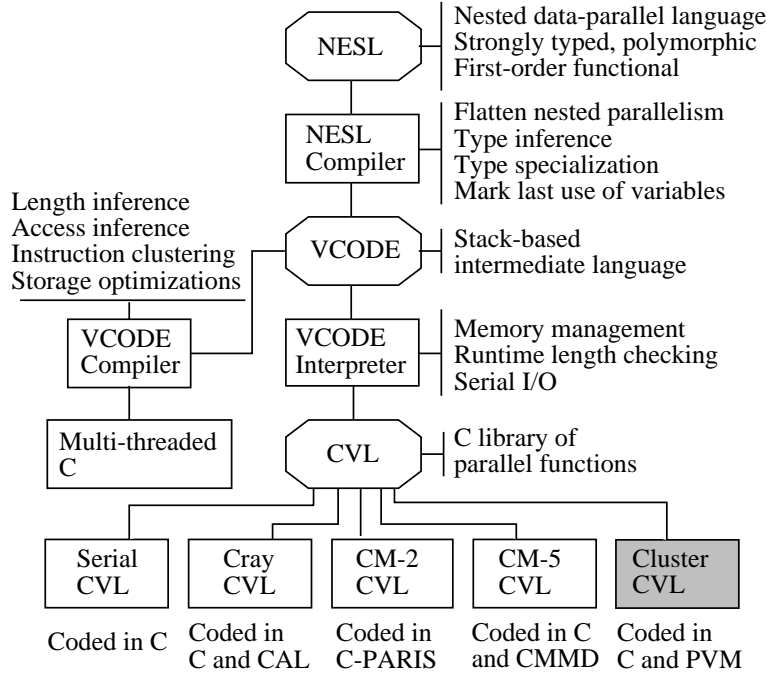 NESL
Nested data-parallel language
Strongly typed, polymorphic
First-order functional
NESL
Compiler
Flatten nested parallelism
Type inference
Type specialization
Mark last use of variables
Length inference
Access inference
Instruction clustering
Storage optimizations
VCODE
Stack-based
intermediate language
VCODE
Compiler
VCODE
Interpreter
Memory management
Runtime length checking
Serial I/O
Multi-threaded
C
CVL
C library of
parallel functions
Serial
CVL
Cray
CVL
CM-2
CVL
CM-5
CVL
Cluster
CVL
Coded in C
Coded in
C and CAL
Coded in
C-PARIS
Coded in C
and CMMD
Coded in
C and PVM